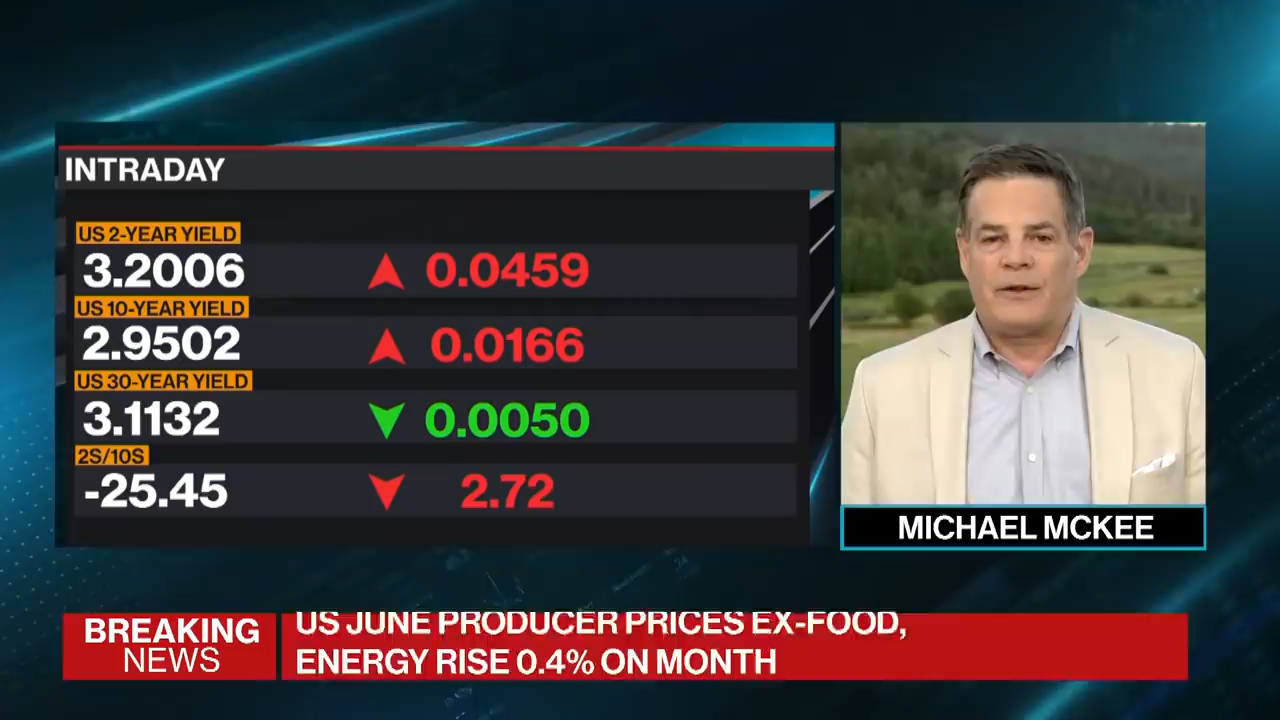 INTRADAY
US 2-YEAR YIELD
3.2006 0.0459
US 10-YEAR YIELD
2.9502 0.0166
US 30-YEAR YIELD
3.1132 0.0050
2S/10S
-25.45 2.72
MICHAEL MCKEE
BREAKING
NEWS
US JUNE PRODUCER PRICES EX-FOOD,
ENERGY RISE 0.4% ON MONTH